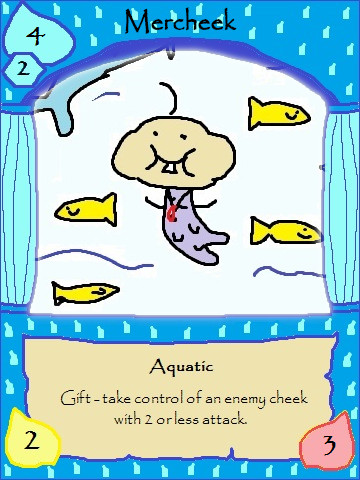 Mercheek
4
2
Aquatic
Gift - take control of an enemy cheek
with 2 or less attack.
2
3